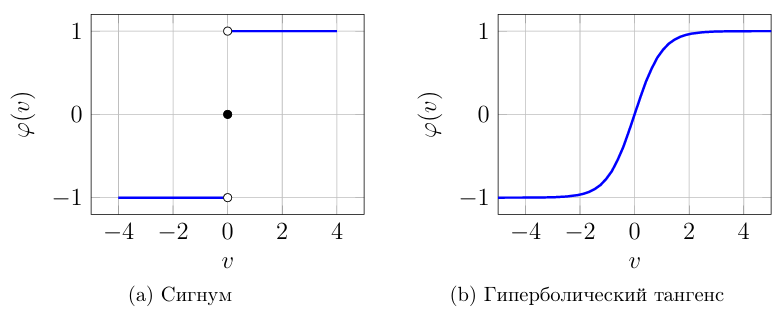 1
0
−1
φ(v)
−4 −2 0 2 4
v
(a) Сигнум
1
0
−1
φ(v)
−4 −2 0 2 4
v
(b) Гиперболический тангенс